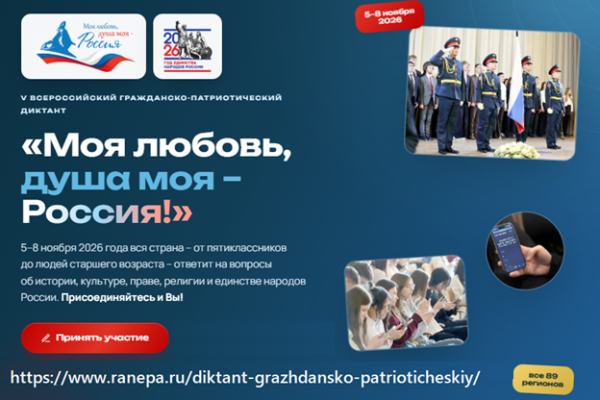 Моя любовь,
душа моя -
Россия
2026
ГОД ЕДИНСТВА
НАРОДОВ РОССИИ
5–8 ноября
2026
V ВСЕРОССИЙСКИЙ ГРАЖДАНСКО-ПАТРИОТИЧЕСКИЙ
ДИКТАНТ
«Моя любовь,
душа моя –
Россия!»
5–8 ноября 2026 года вся страна – от пятиклассников
до людей старшего возраста – ответит на вопросы
об истории, культуре, праве, религии и единстве народов
России. Присоединяйтесь и Вы!
Принять участие
https://www.ranepa.ru/diktant-grazhdansko-patrioticheskiy/
все 89
регионов